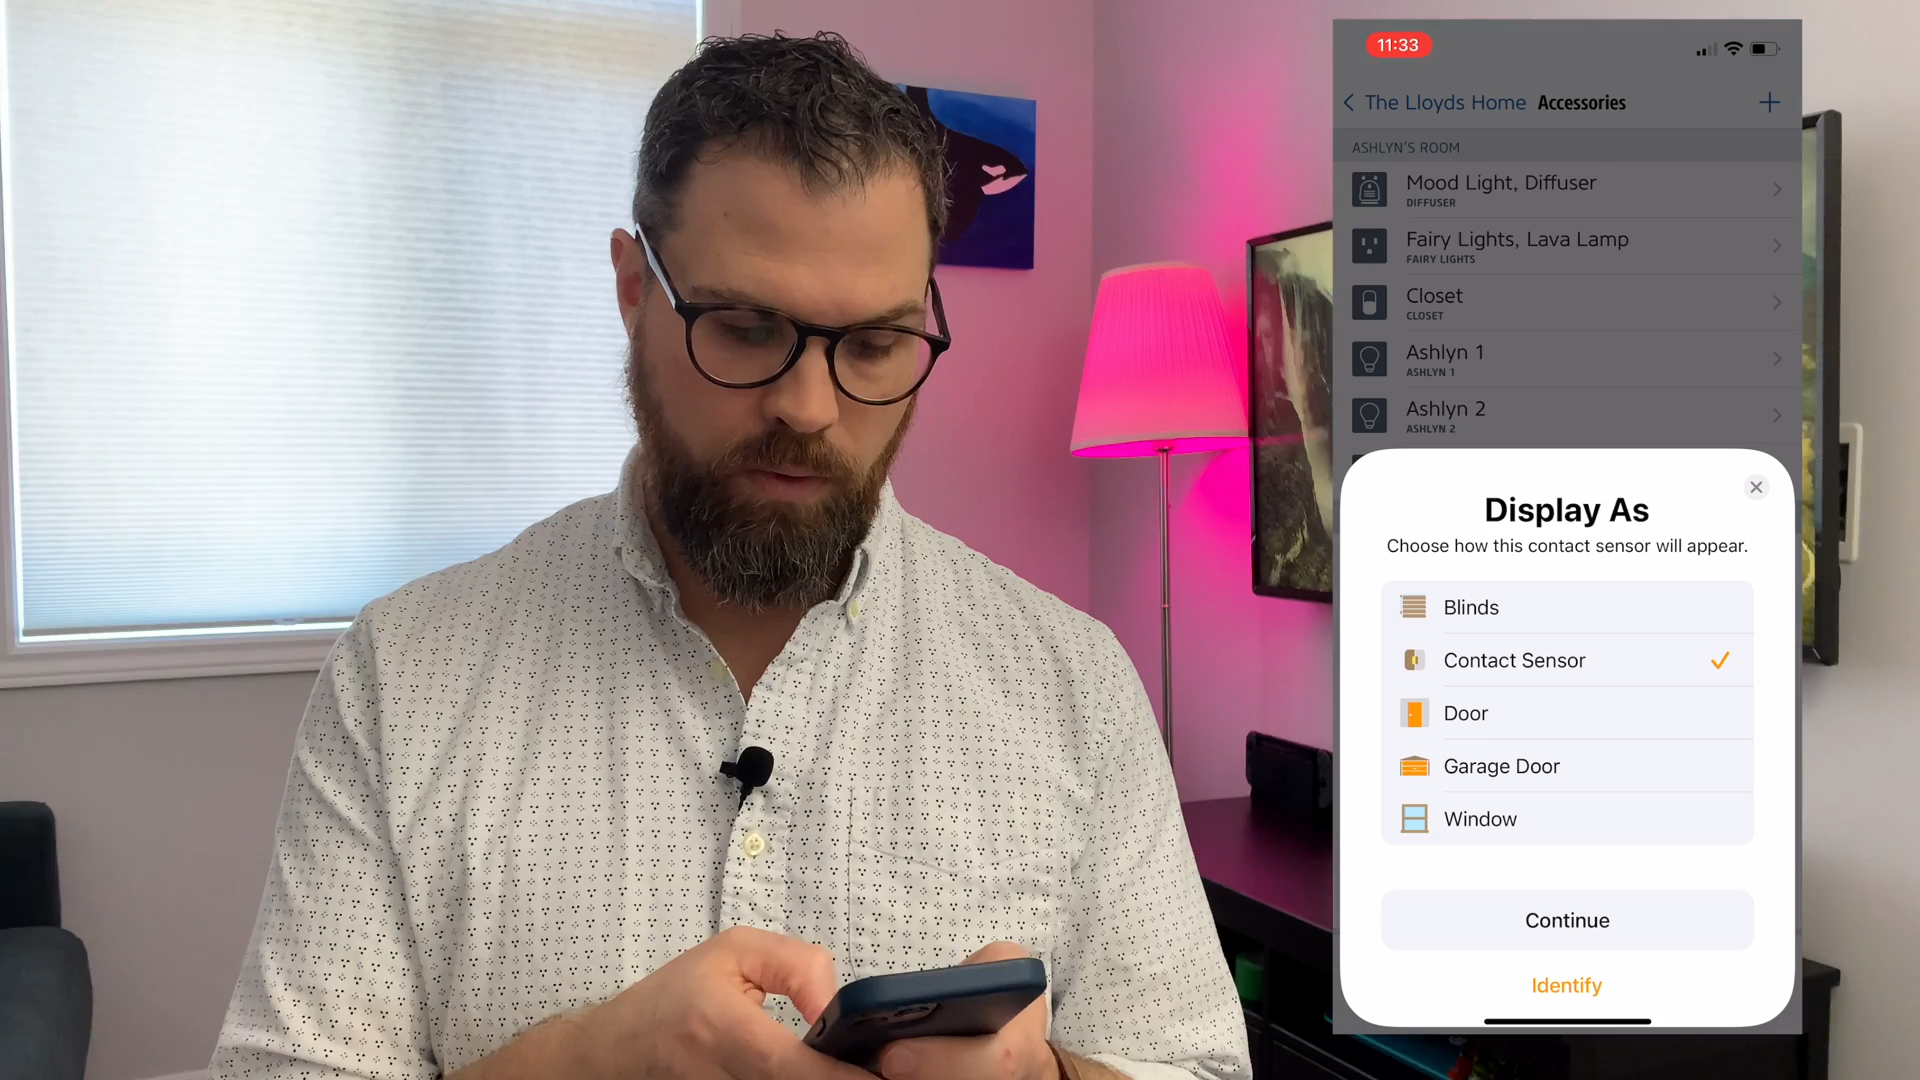 11:33
The Lloyds Home Accessories
ASHLYN'S ROOM
Mood Light, Diffuser
DIFFUSER
Fairy Lights, Lava Lamp
FAIRY LIGHTS
Closet
CLOSET
Ashlyn 1
ASHLYN 1
Ashlyn 2
ASHLYN 2
Display As
Choose how this contact sensor will appear.
Blinds
Contact Sensor
Door
Garage Door
Window
Continue
Identify